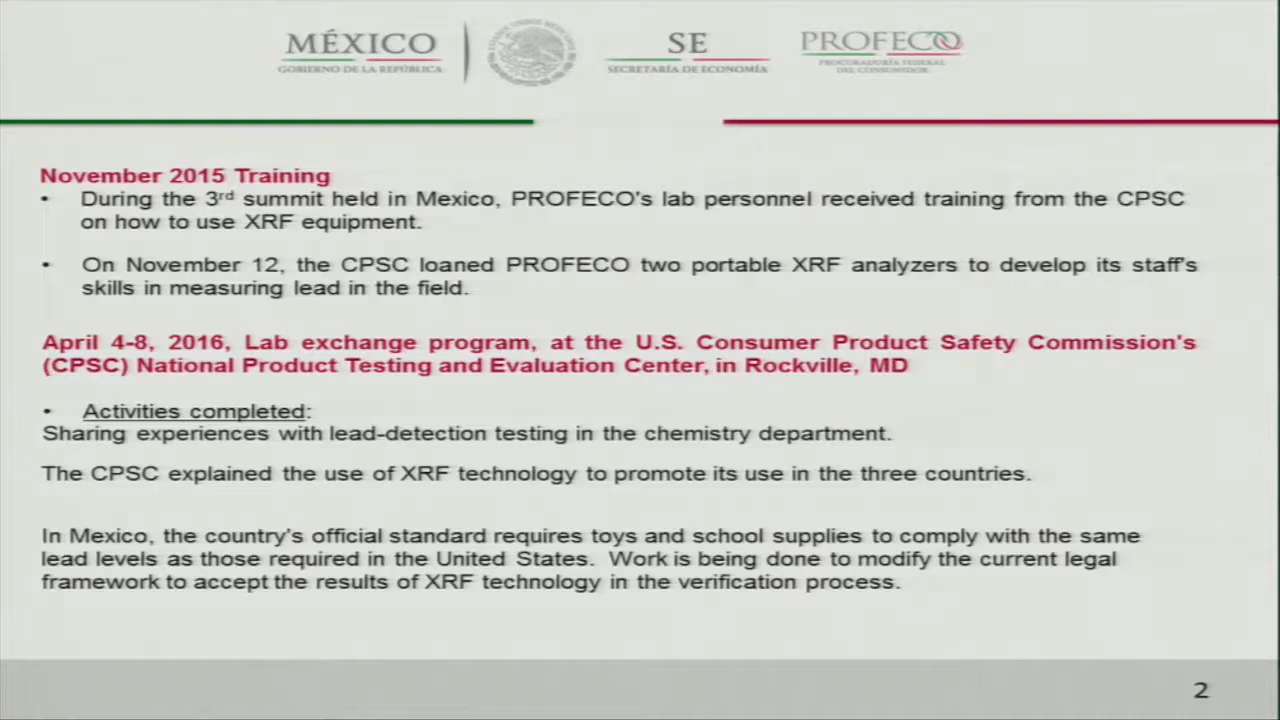 MÉXICO
GOBIERNO DE LA REPÚBLICA
SE
SECRETARÍA DE ECONOMÍA
PROFECO
PROCURADURÍA FEDERAL
DEL CONSUMIDOR
November 2015 Training
• During the 3rd summit held in Mexico, PROFECO's lab personnel received training from the CPSC
on how to use XRF equipment.
• On November 12, the CPSC loaned PROFECO two portable XRF analyzers to develop its staff's
skills in measuring lead in the field.
April 4-8, 2016, Lab exchange program, at the U.S. Consumer Product Safety Commission's
(CPSC) National Product Testing and Evaluation Center, in Rockville, MD
• Activities completed:
Sharing experiences with lead-detection testing in the chemistry department.
The CPSC explained the use of XRF technology to promote its use in the three countries.
In Mexico, the country's official standard requires toys and school supplies to comply with the same
lead levels as those required in the United States. Work is being done to modify the current legal
framework to accept the results of XRF technology in the verification process.
2